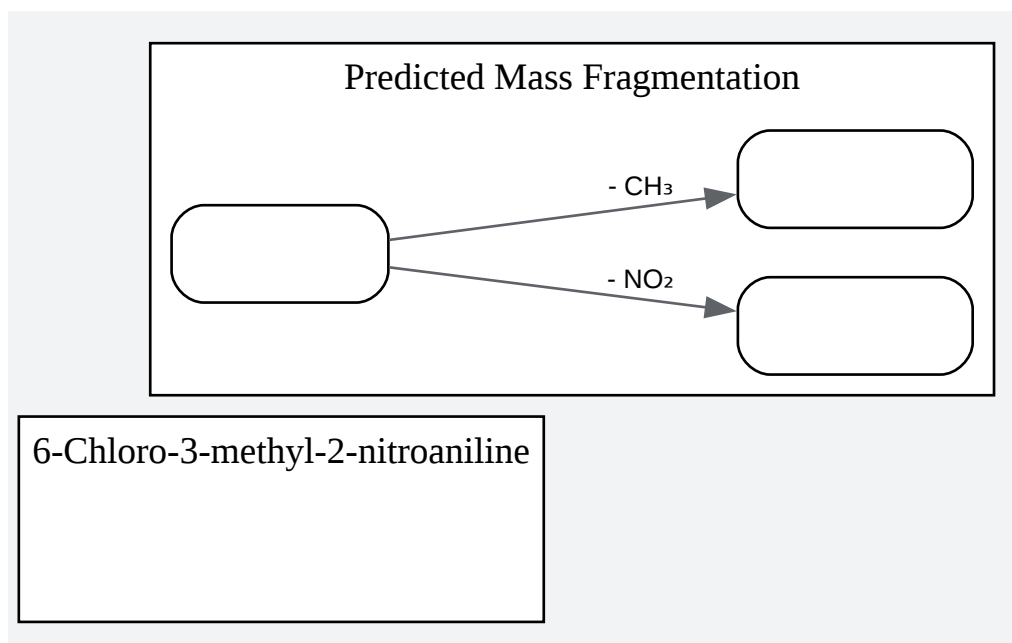 Predicted Mass Fragmentation
- CH₃
- NO₂
6-Chloro-3-methyl-2-nitroaniline